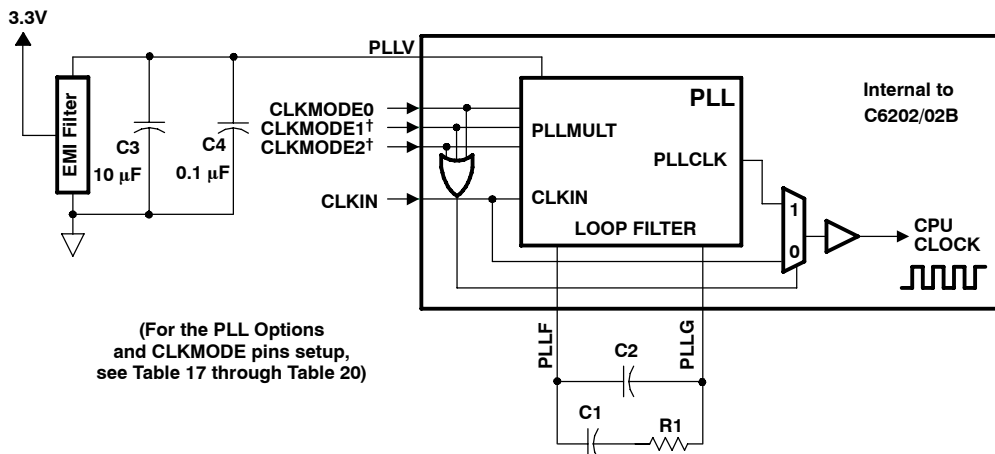 3.3V
PLLV
EMI Filter
C3
10 μF
C4
0.1 μF
CLKMODE0
CLKMODE1†
CLKMODE2†
CLKIN
PLL
PLLMULT
PLLCLK
CLKIN
LOOP FILTER
Internal to
C6202/02B
1
0
CPU
CLOCK
(For the PLL Options
and CLKMODE pins setup,
see Table 17 through Table 20)
PLLF
PLLG
C2
C1
R1